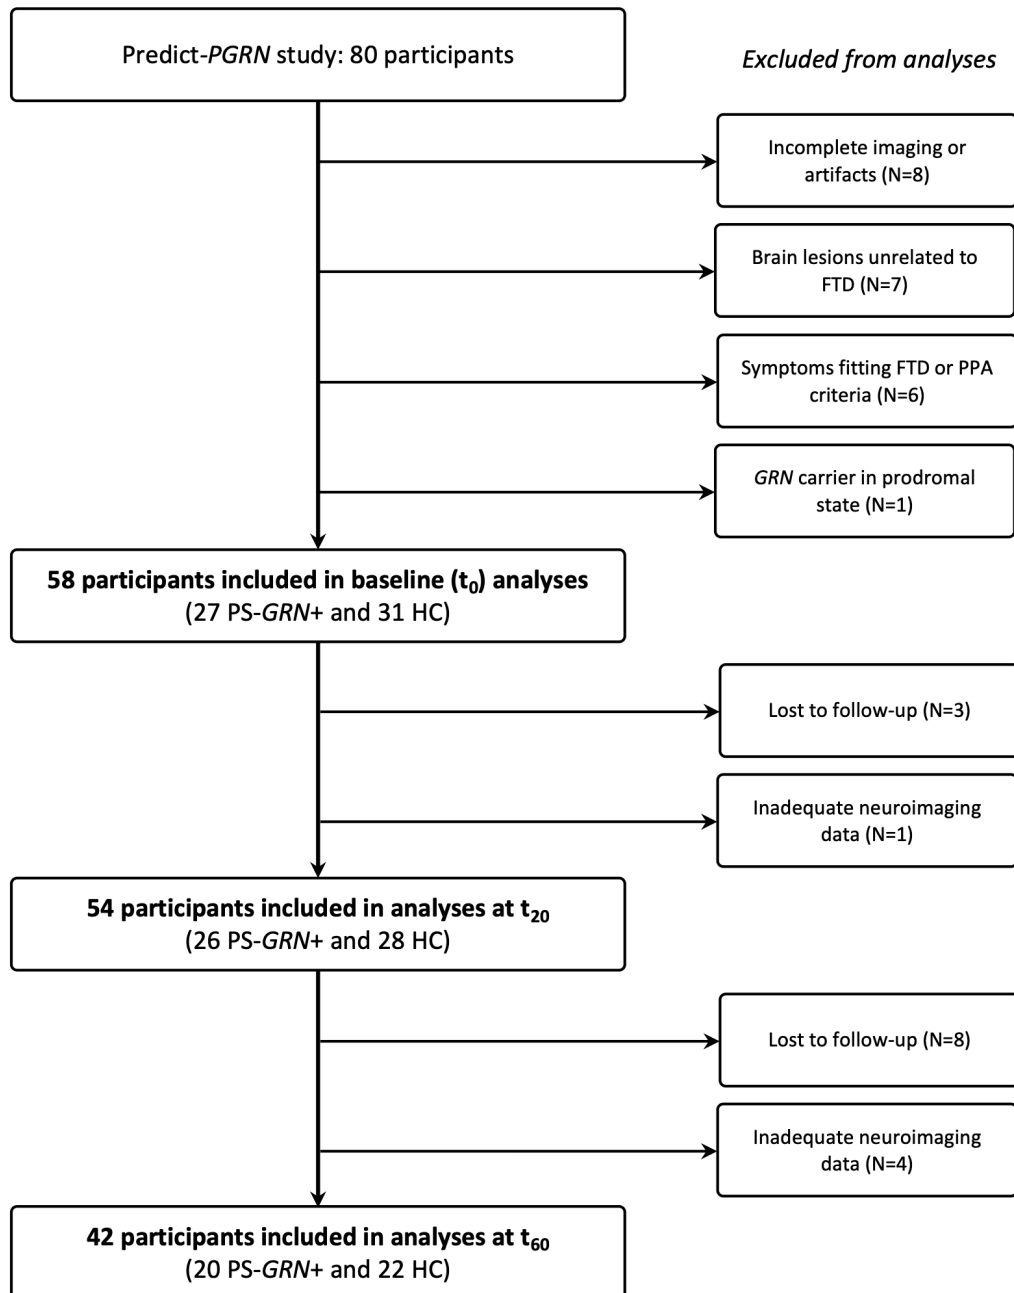 Predict-PGRN study: 80 participants
Excluded from analyses
Incomplete imaging or
artifacts (N=8)
Brain lesions unrelated to
FTD (N=7)
Symptoms fitting FTD or PPA
criteria (N=6)
GRN carrier in prodromal
state (N=1)
58 participants included in baseline (t₀) analyses
(27 PS-GRN+ and 31 HC)
Lost to follow-up (N=3)
Inadequate neuroimaging
data (N=1)
54 participants included in analyses at t₂₀
(26 PS-GRN+ and 28 HC)
Lost to follow-up (N=8)
Inadequate neuroimaging
data (N=4)
42 participants included in analyses at t₆₀
(20 PS-GRN+ and 22 HC)